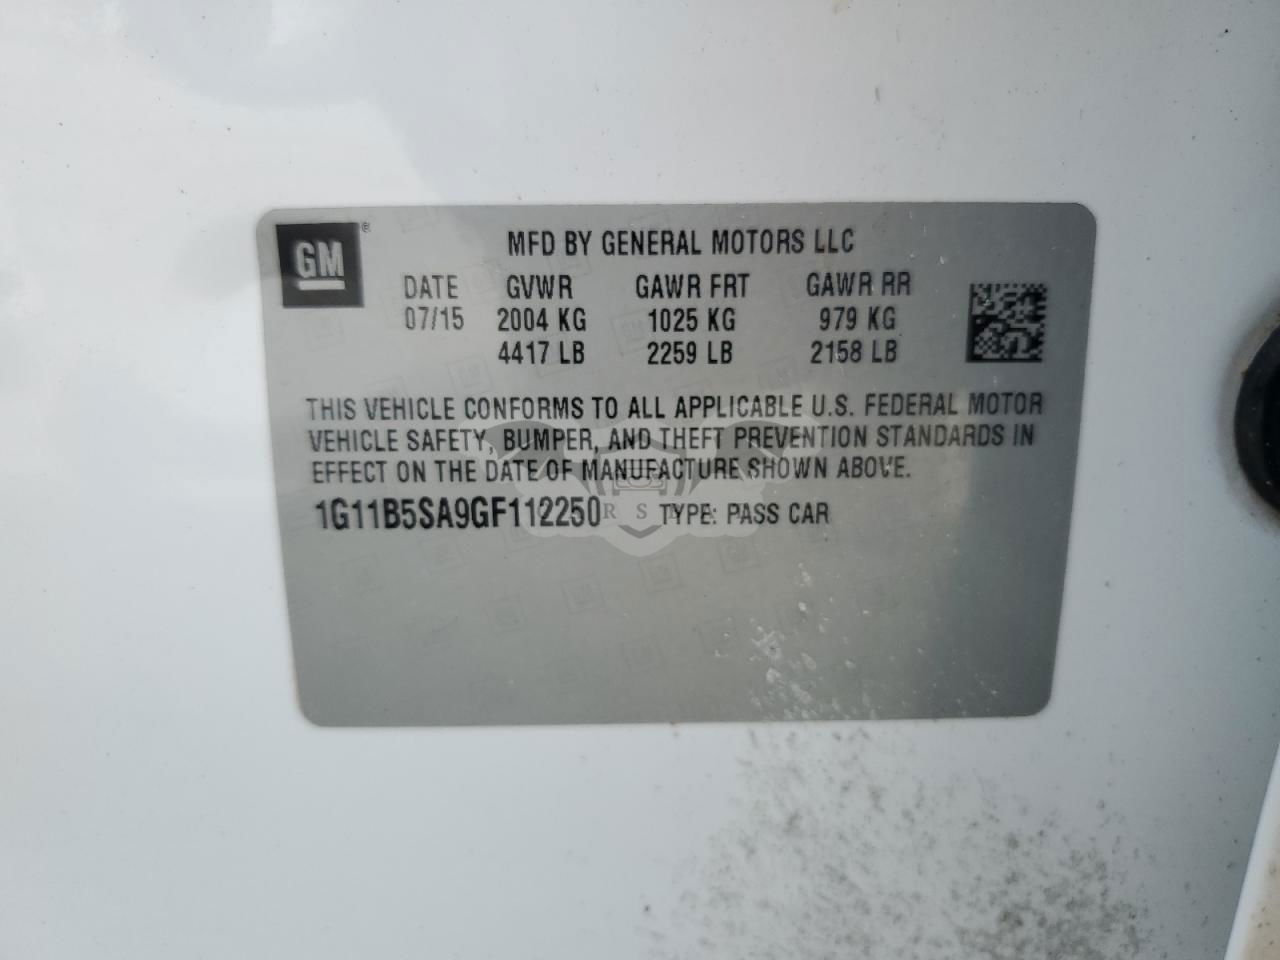 GM ®
MFD BY GENERAL MOTORS LLC
DATE GVWR GAWR FRT GAWR RR
07/15 2004 KG 1025 KG 979 KG
4417 LB 2259 LB 2158 LB
THIS VEHICLE CONFORMS TO ALL APPLICABLE U.S. FEDERAL MOTOR
VEHICLE SAFETY, BUMPER, AND THEFT PREVENTION STANDARDS IN
EFFECT ON THE DATE OF MANUFACTURE SHOWN ABOVE.
1G11B5SA9GF112250 TYPE: PASS CAR